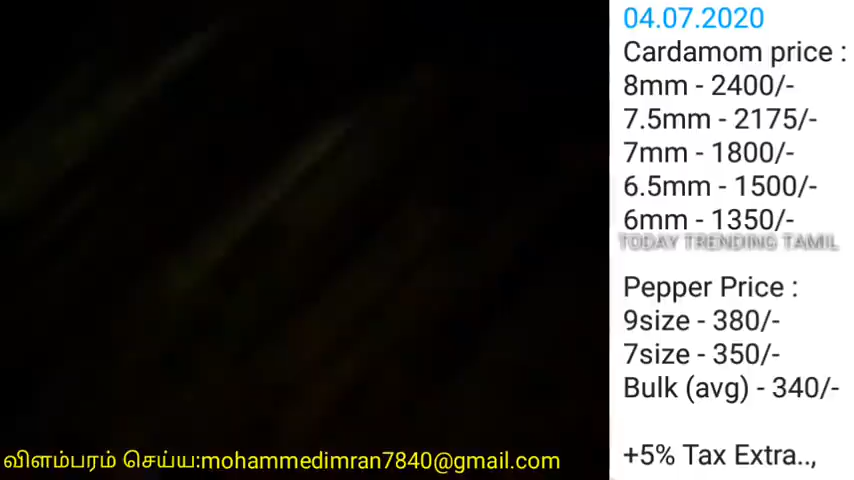 04.07.2020
Cardamom price :
8mm - 2400/-
7.5mm - 2175/-
7mm - 1800/-
6.5mm - 1500/-
6mm - 1350/-
TODAY TRENDING TAMIL
Pepper Price :
9size - 380/-
7size - 350/-
Bulk (avg) - 340/-
+5% Tax Extra..,
விளம்பரம் செய்ய:mohammedimran7840@gmail.com